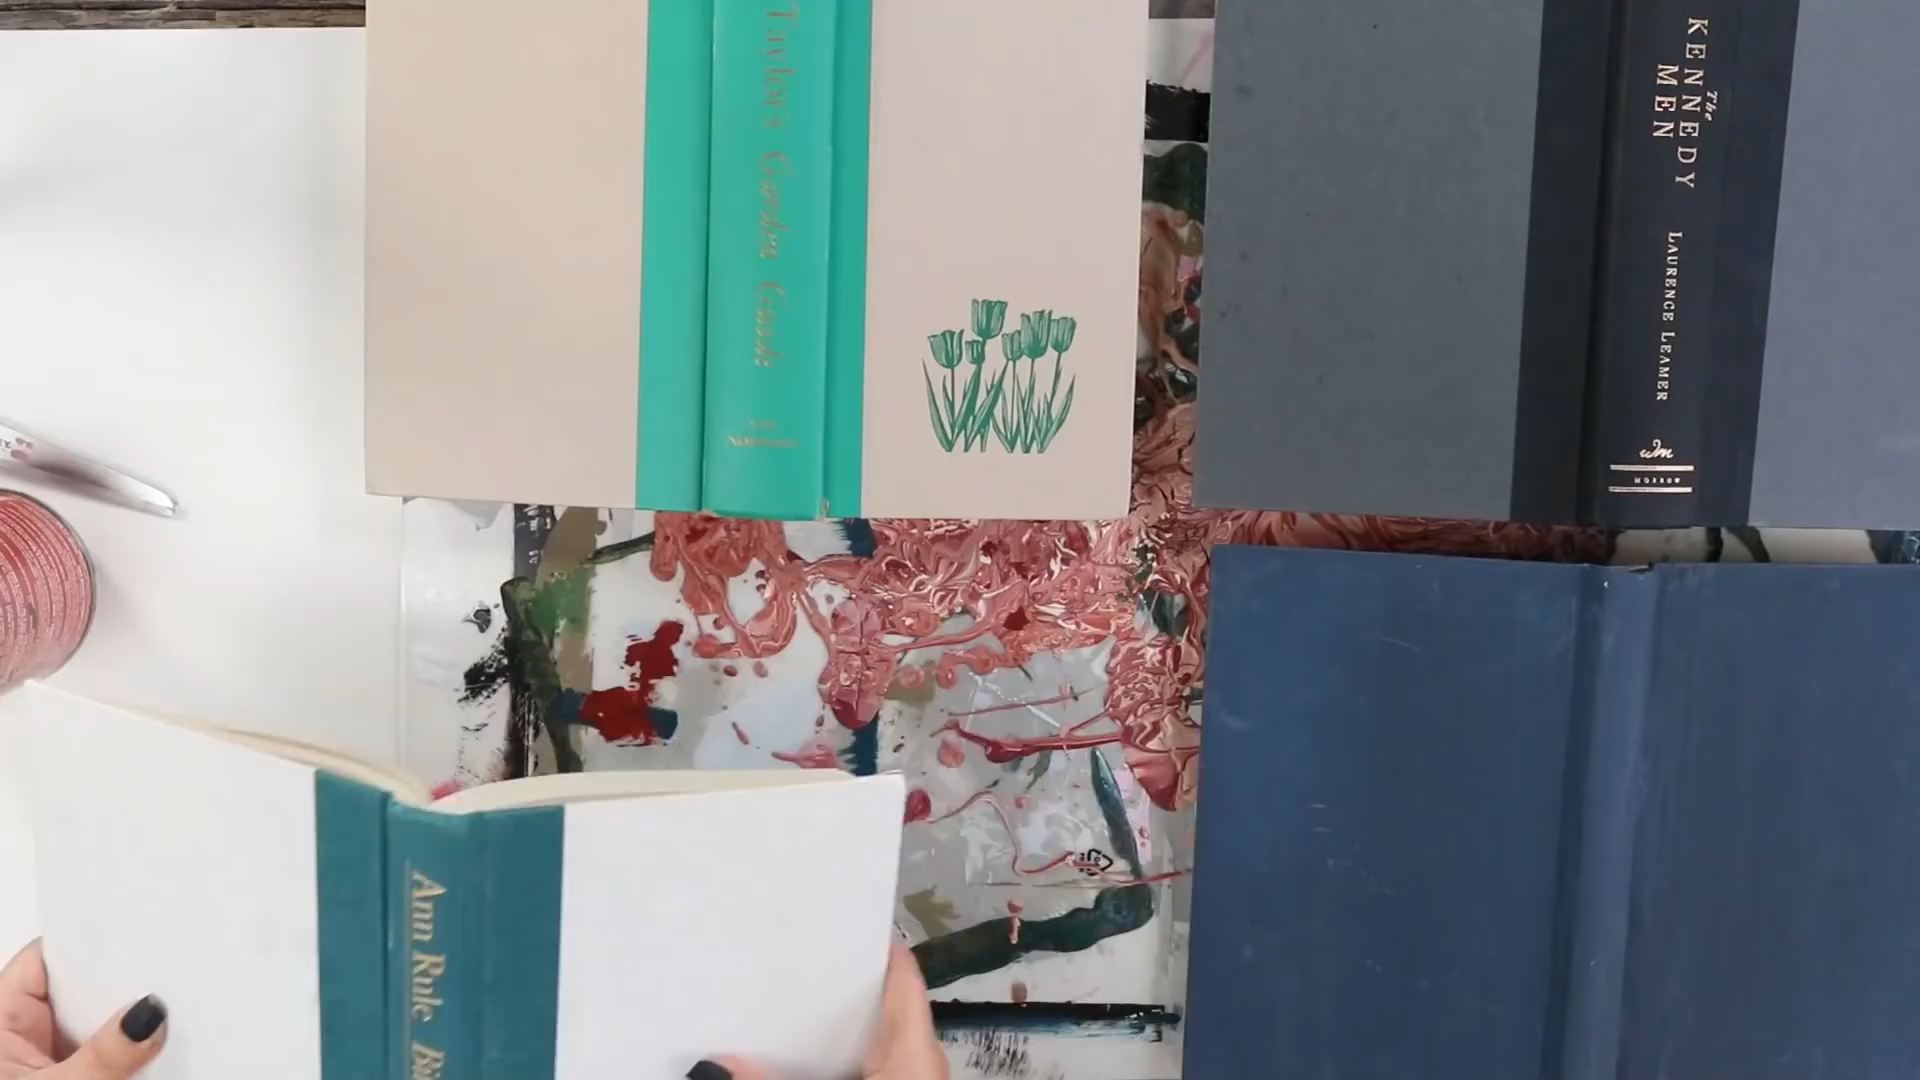 Taylor's Garden Guide
The
KENNEDY
MEN
LAURENCE LEAMER
wm
MORROW
Ann Rule